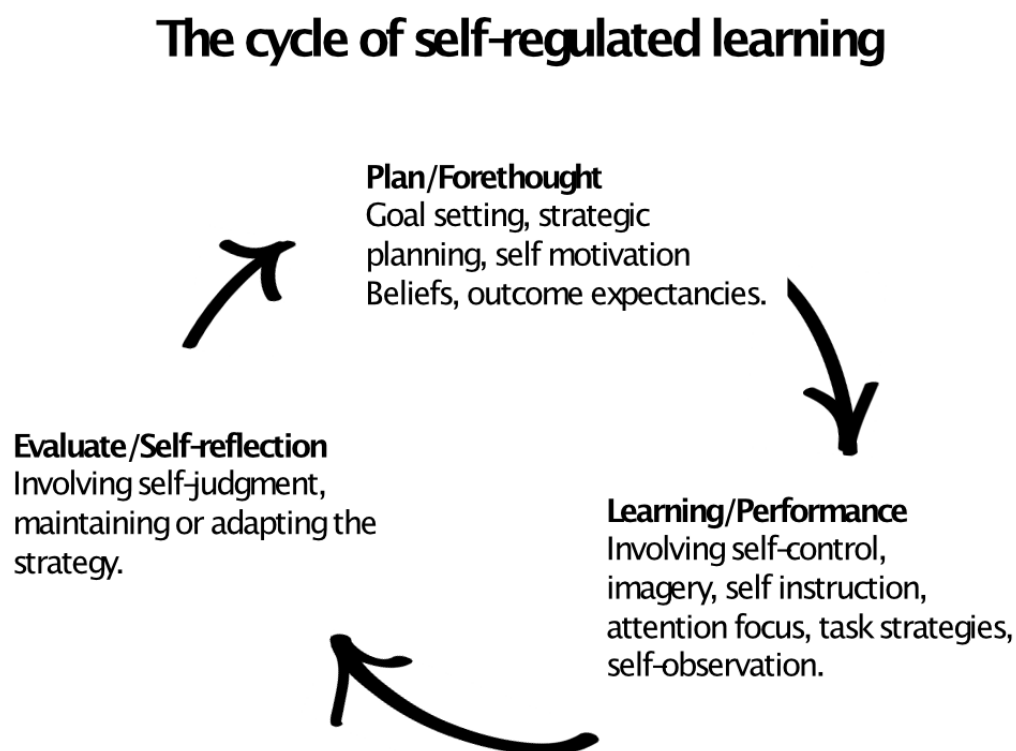 The cycle of self-regulated learning
Plan/Forethought
Goal setting, strategic
planning, self motivation
Beliefs, outcome expectancies.
Evaluate/Self-reflection
Involving self-judgment,
maintaining or adapting the
strategy.
Learning/Performance
Involving self-control,
imagery, self instruction,
attention focus, task strategies,
self-observation.